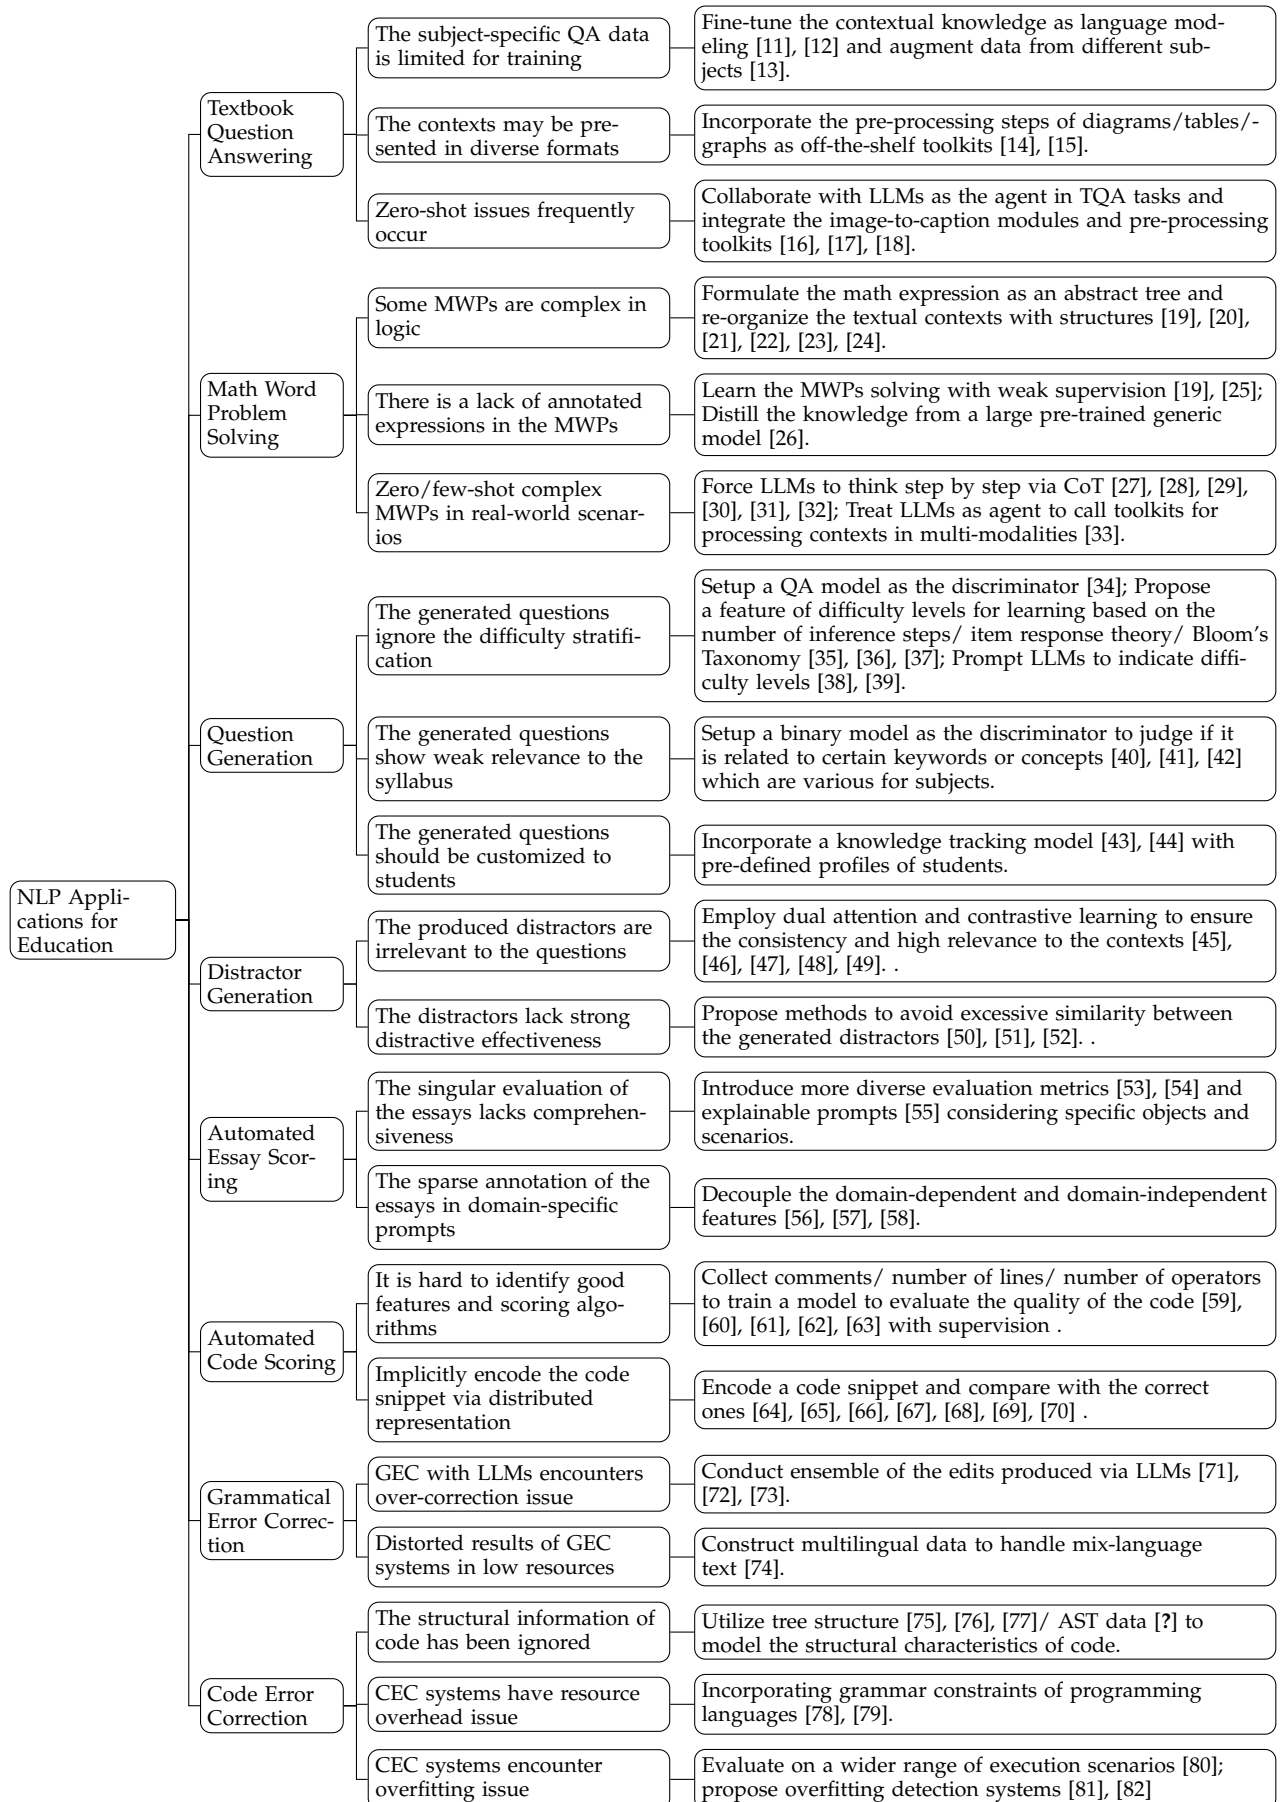 NLP Appli-
cations for
Education
Textbook
Question
Answering
The subject-specific QA data
is limited for training
Fine-tune the contextual knowledge as language mod-
eling [11], [12] and augment data from different sub-
jects [13].
The contexts may be pre-
sented in diverse formats
Incorporate the pre-processing steps of diagrams/tables/-
graphs as off-the-shelf toolkits [14], [15].
Zero-shot issues frequently
occur
Collaborate with LLMs as the agent in TQA tasks and
integrate the image-to-caption modules and pre-processing
toolkits [16], [17], [18].
Math Word
Problem
Solving
Some MWPs are complex in
logic
Formulate the math expression as an abstract tree and
re-organize the textual contexts with structures [19], [20],
[21], [22], [23], [24].
There is a lack of annotated
expressions in the MWPs
Learn the MWPs solving with weak supervision [19], [25];
Distill the knowledge from a large pre-trained generic
model [26].
Zero/few-shot complex
MWPs in real-world scenar-
ios
Force LLMs to think step by step via CoT [27], [28], [29],
[30], [31], [32]; Treat LLMs as agent to call toolkits for
processing contexts in multi-modalities [33].
Question
Generation
The generated questions
ignore the difficulty stratifi-
cation
Setup a QA model as the discriminator [34]; Propose
a feature of difficulty levels for learning based on the
number of inference steps/ item response theory/ Bloom's
Taxonomy [35], [36], [37]; Prompt LLMs to indicate diffi-
culty levels [38], [39].
The generated questions
show weak relevance to the
syllabus
Setup a binary model as the discriminator to judge if it
is related to certain keywords or concepts [40], [41], [42]
which are various for subjects.
The generated questions
should be customized to
students
Incorporate a knowledge tracking model [43], [44] with
pre-defined profiles of students.
Distractor
Generation
The produced distractors are
irrelevant to the questions
Employ dual attention and contrastive learning to ensure
the consistency and high relevance to the contexts [45],
[46], [47], [48], [49]. .
The distractors lack strong
distractive effectiveness
Propose methods to avoid excessive similarity between
the generated distractors [50], [51], [52]. .
Automated
Essay Scor-
ing
The singular evaluation of
the essays lacks comprehen-
siveness
Introduce more diverse evaluation metrics [53], [54] and
explainable prompts [55] considering specific objects and
scenarios.
The sparse annotation of the
essays in domain-specific
prompts
Decouple the domain-dependent and domain-independent
features [56], [57], [58].
Automated
Code Scoring
It is hard to identify good
features and scoring algo-
rithms
Collect comments/ number of lines/ number of operators
to train a model to evaluate the quality of the code [59],
[60], [61], [62], [63] with supervision .
Implicitly encode the code
snippet via distributed
representation
Encode a code snippet and compare with the correct
ones [64], [65], [66], [67], [68], [69], [70] .
Grammatical
Error Correc-
tion
GEC with LLMs encounters
over-correction issue
Conduct ensemble of the edits produced via LLMs [71],
[72], [73].
Distorted results of GEC
systems in low resources
Construct multilingual data to handle mix-language
text [74].
Code Error
Correction
The structural information of
code has been ignored
Utilize tree structure [75], [76], [77]/ AST data [?] to
model the structural characteristics of code.
CEC systems have resource
overhead issue
Incorporating grammar constraints of programming
languages [78], [79].
CEC systems encounter
overfitting issue
Evaluate on a wider range of execution scenarios [80];
propose overfitting detection systems [81], [82]